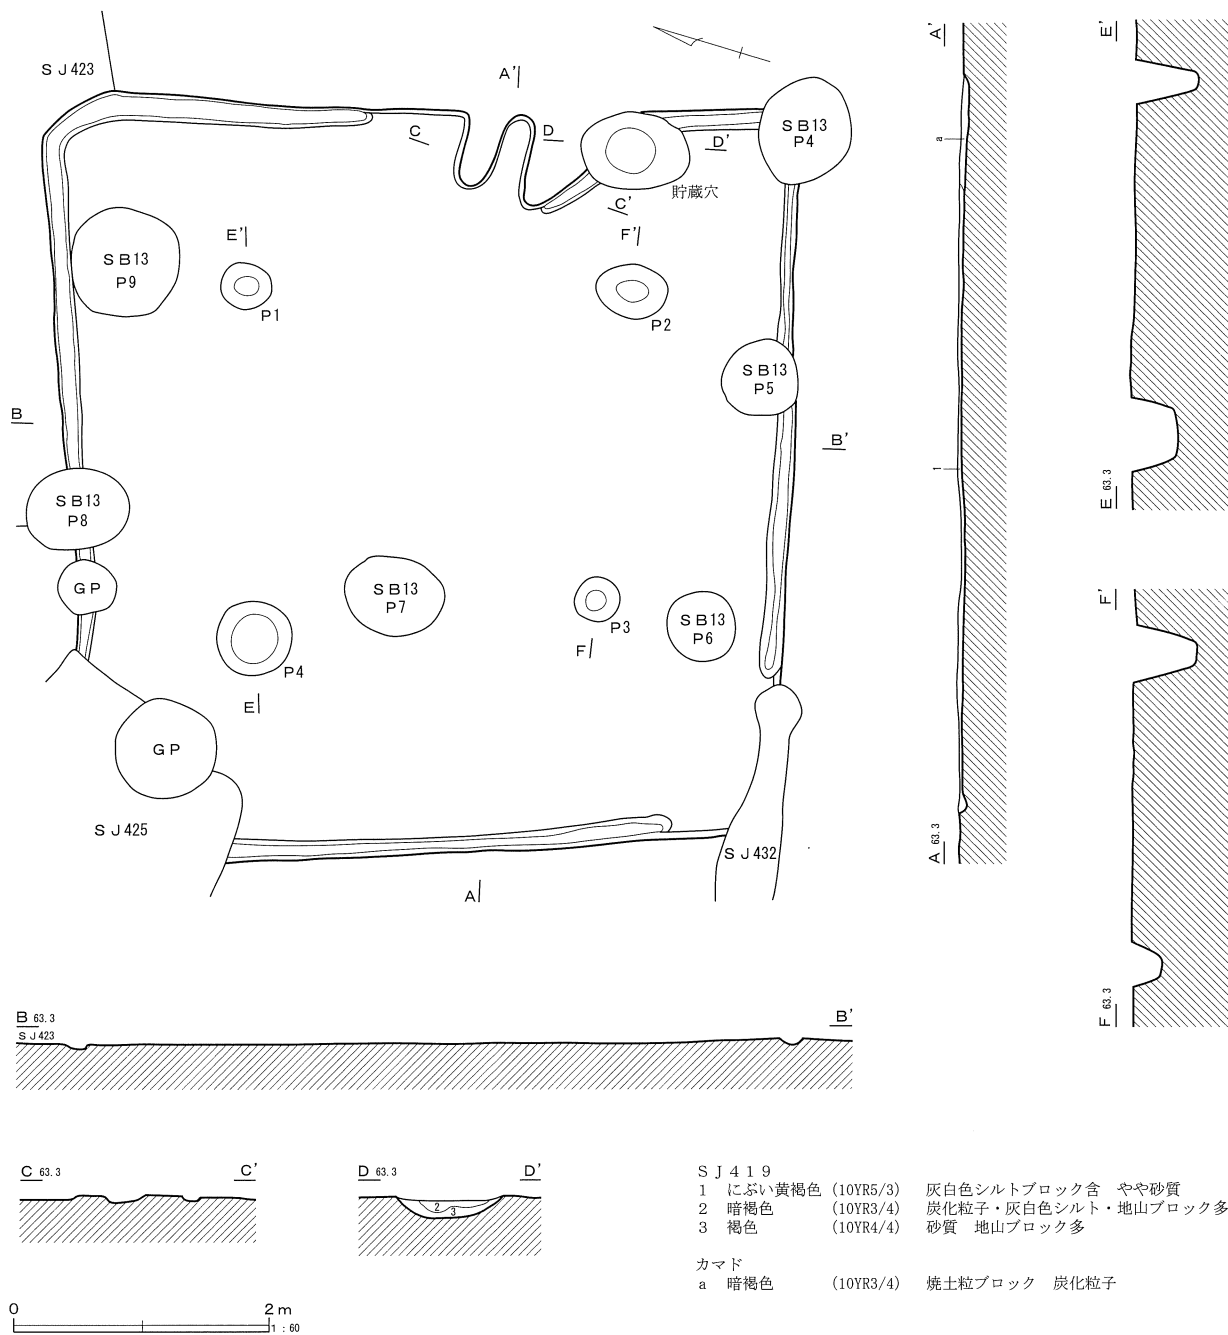 SJ423
A'
C
D
SB13
P4
D'
貯蔵穴
C'
E'
F'
SB13
P9
P1
P2
SB13
P5
B
B'
SB13
P8
GP
SB13
P7
P3
SB13
P6
F
P4
E
GP
SJ425
SJ432
A
A'
a
1
A 63.3
E'
E 63.3
F'
F 63.3
B 63.3
B'
SJ423
C 63.3
C'
D 63.3
D'
2
3
SJ419
1 にぶい黄褐色 (10YR5/3) 灰白色シルトブロック含 やや砂質
2 暗褐色 (10YR3/4) 炭化粒子・灰白色シルト・地山ブロック多
3 褐色 (10YR4/4) 砂質 地山ブロック多
カマド
a 暗褐色 (10YR3/4) 焼土粒ブロック 炭化粒子
0 2m
1:60